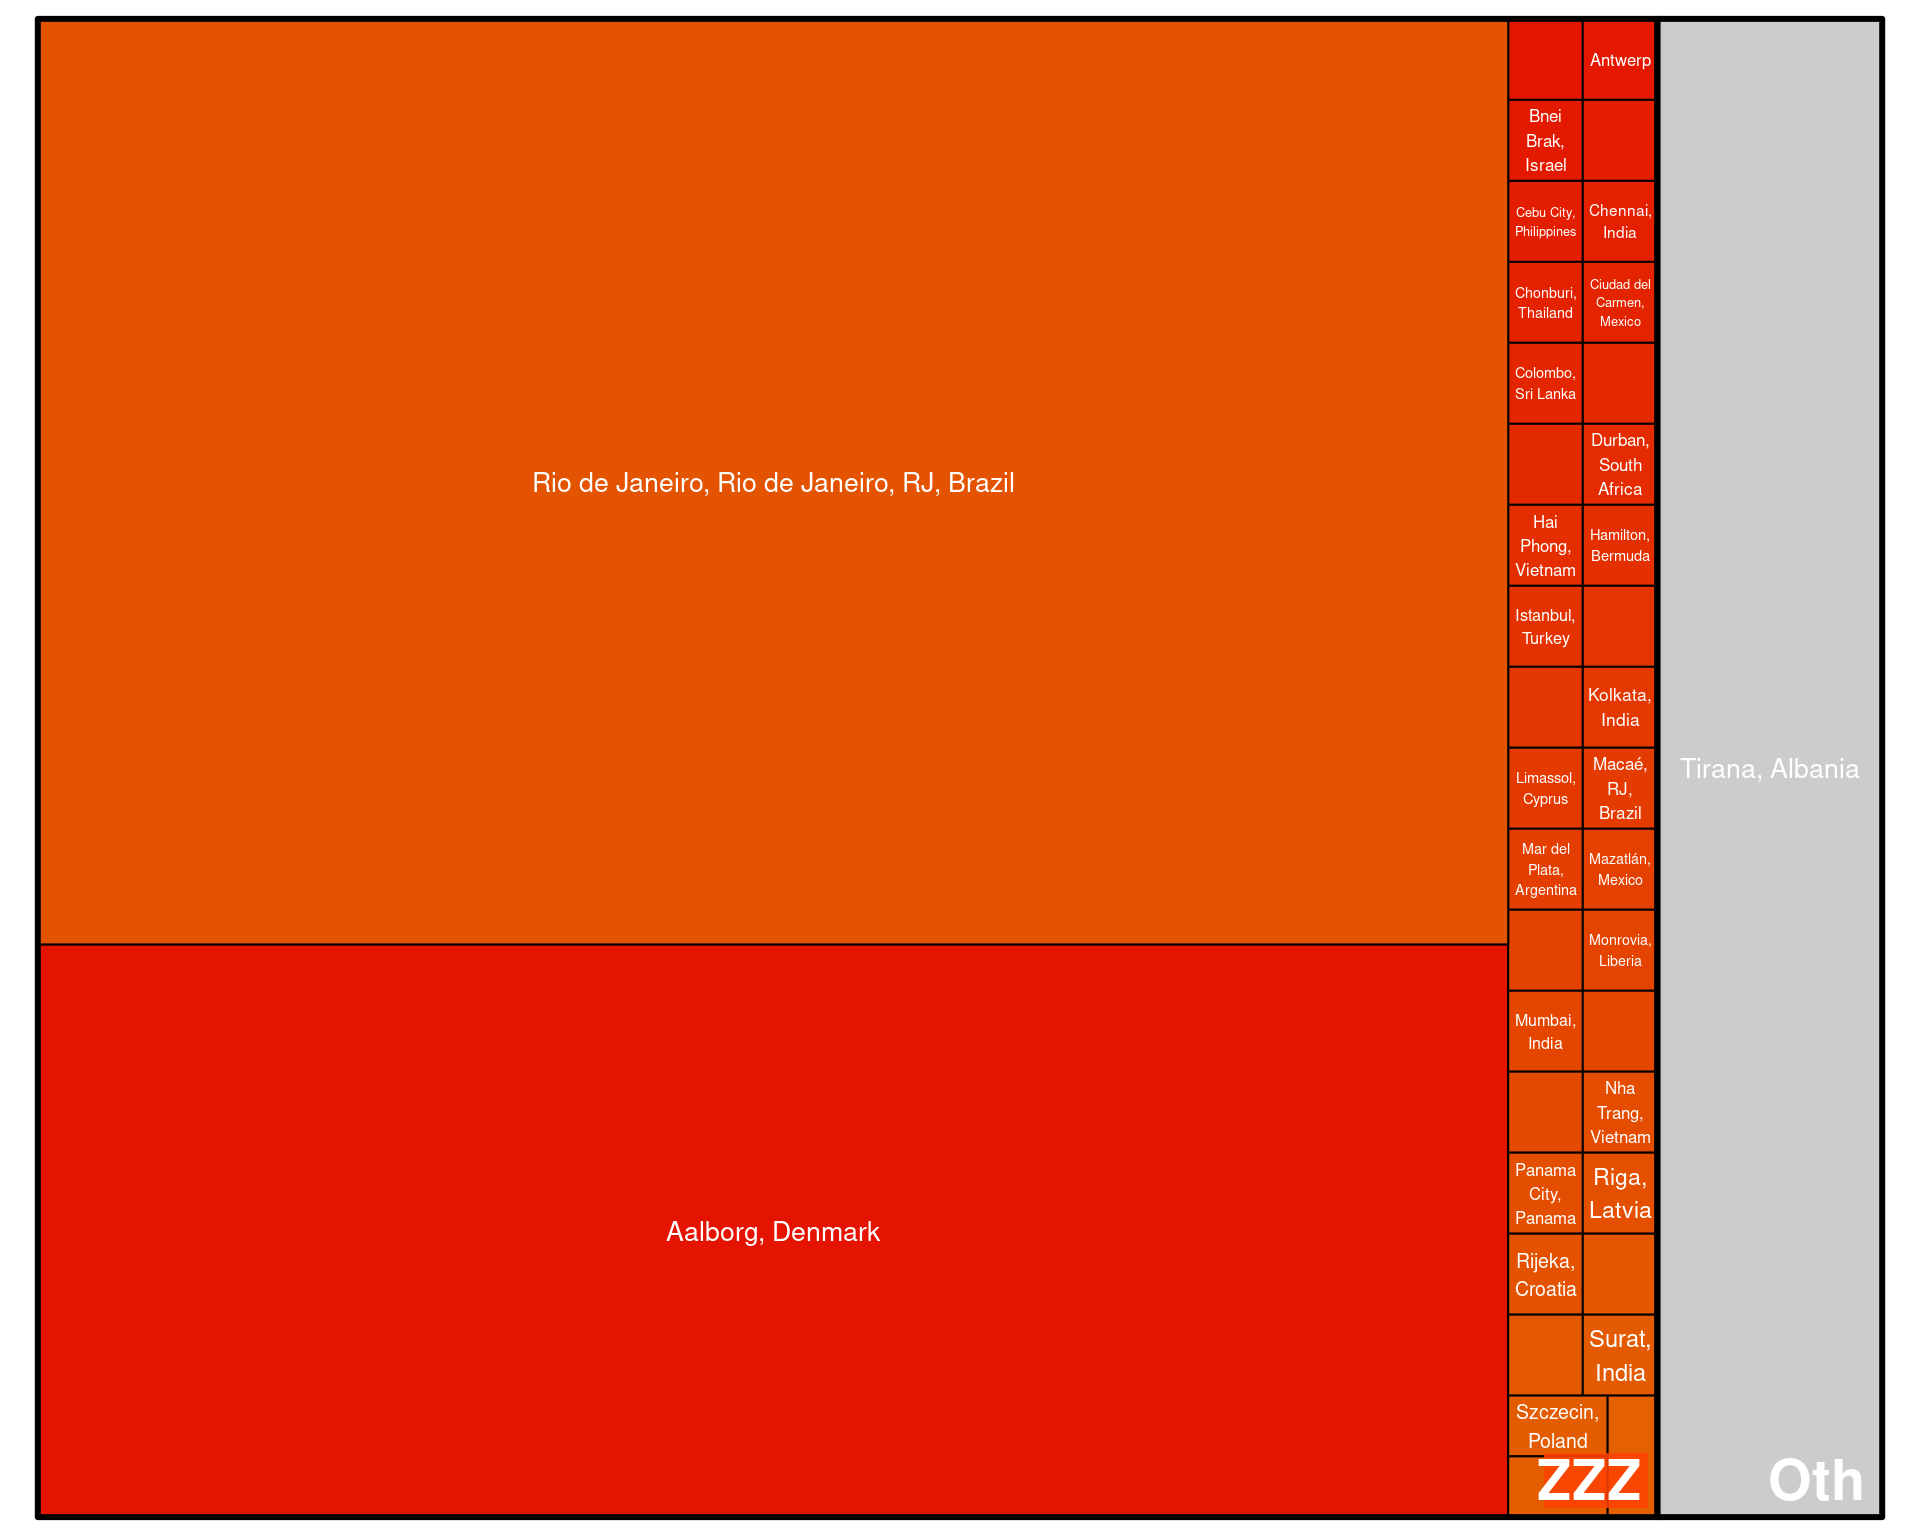 Rio de Janeiro, Rio de Janeiro, RJ, Brazil
Aalborg, Denmark
Antwerp
Bnei
Brak,
Israel
Cebu City,
Philippines
Chennai,
India
Chonburi,
Thailand
Ciudad del
Carmen,
Mexico
Colombo,
Sri Lanka
Durban,
South
Africa
Hai
Phong,
Vietnam
Hamilton,
Bermuda
Istanbul,
Turkey
Kolkata,
India
Limassol,
Cyprus
Macaé,
RJ,
Brazil
Mar del
Plata,
Argentina
Mazatlán,
Mexico
Monrovia,
Liberia
Mumbai,
India
Nha
Trang,
Vietnam
Panama
City,
Panama
Riga,
Latvia
Rijeka,
Croatia
Surat,
India
Szczecin,
Poland
ZZZ
Tirana, Albania
Oth